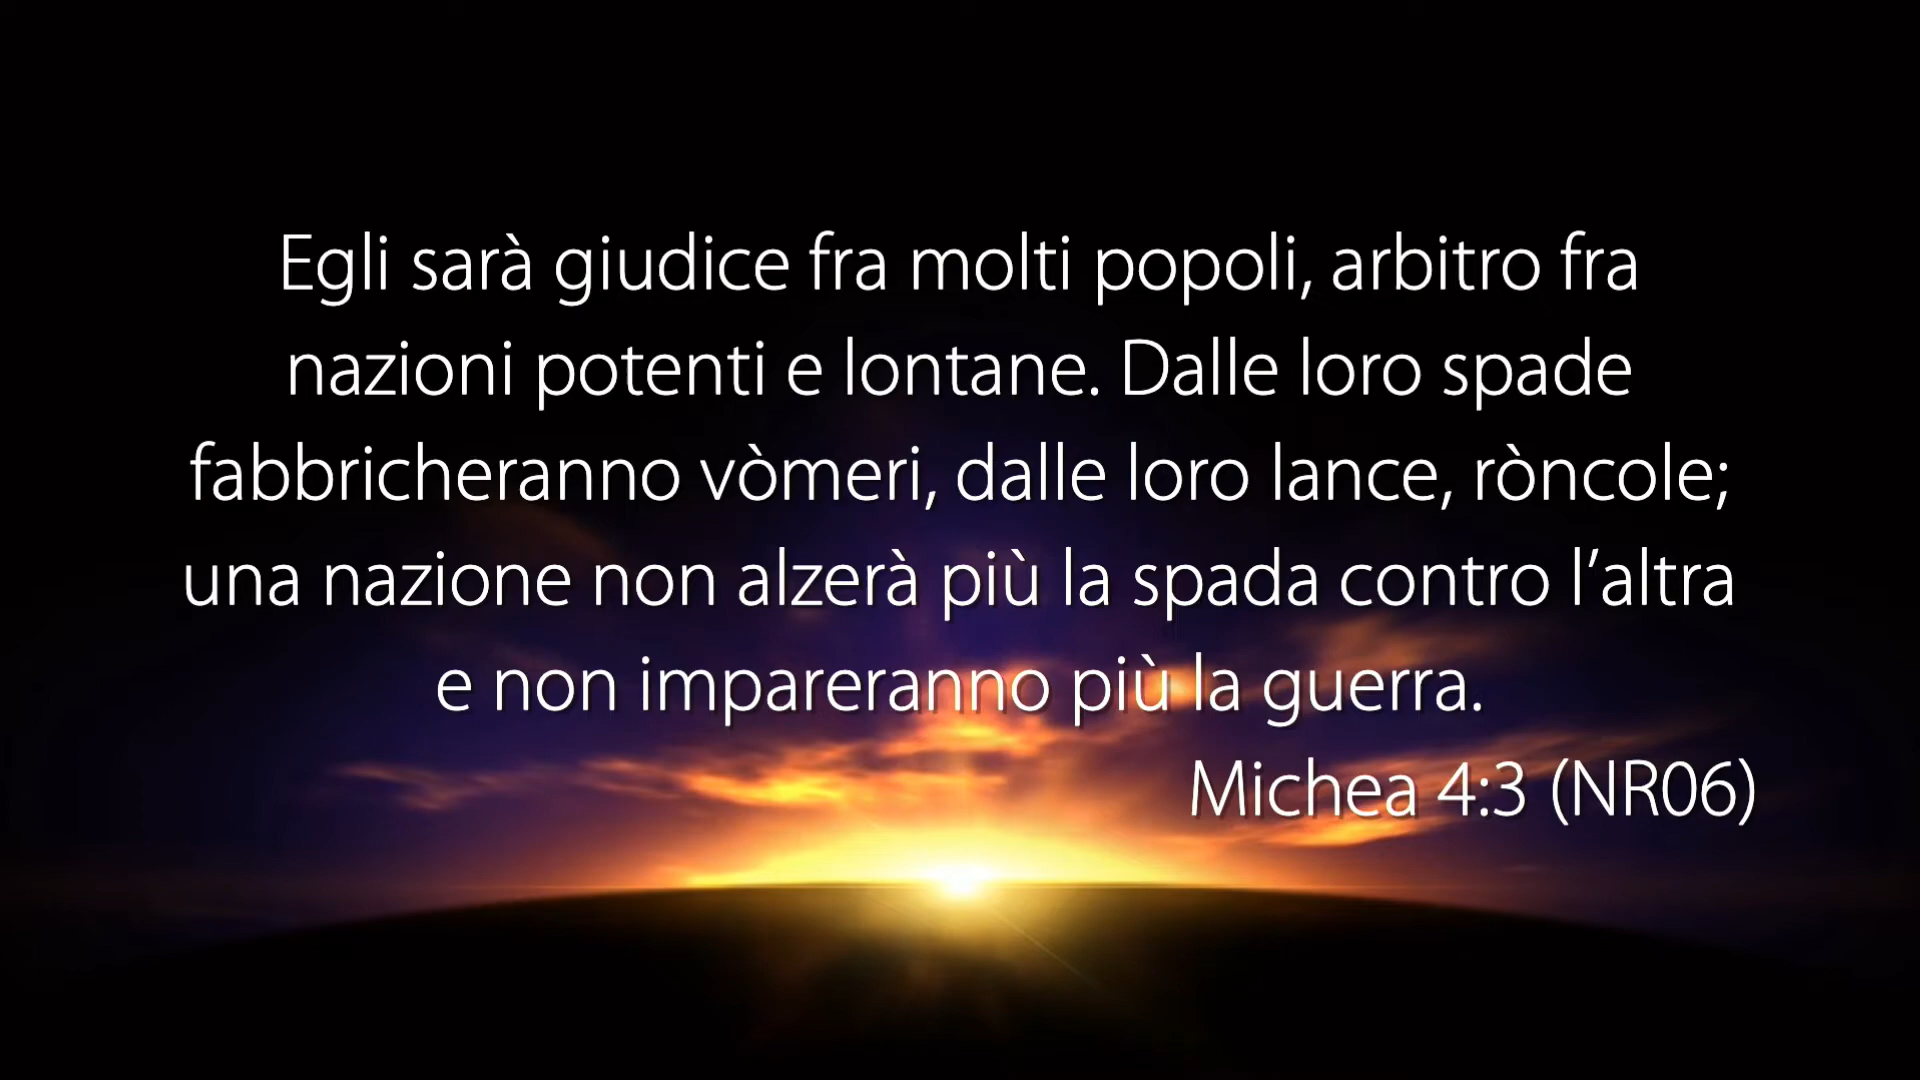 Egli sarà giudice fra molti popoli, arbitro fra
nazioni potenti e lontane. Dalle loro spade
fabbricheranno vòmeri, dalle loro lance, ròncole;
una nazione non alzerà più la spada contro l’altra
e non impareranno più la guerra.
Michea 4:3 (NR06)